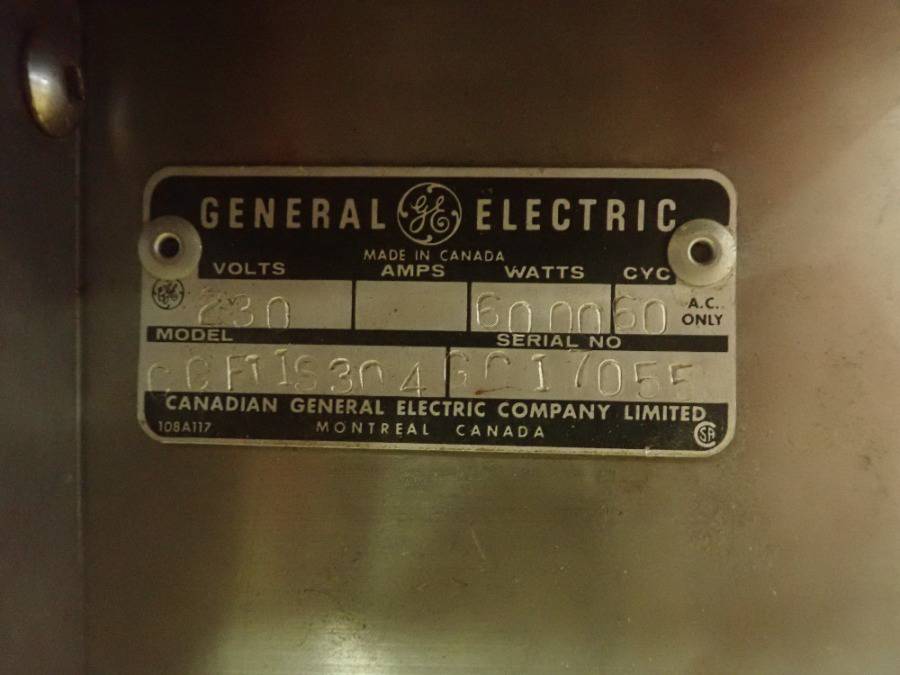 GENERAL GE ELECTRIC
MADE IN CANADA
VOLTS AMPS WATTS CYC
230 6000 60 A.C. ONLY
MODEL SERIAL NO
CANADIAN GENERAL ELECTRIC COMPANY LIMITED
108A117 MONTREAL CANADA